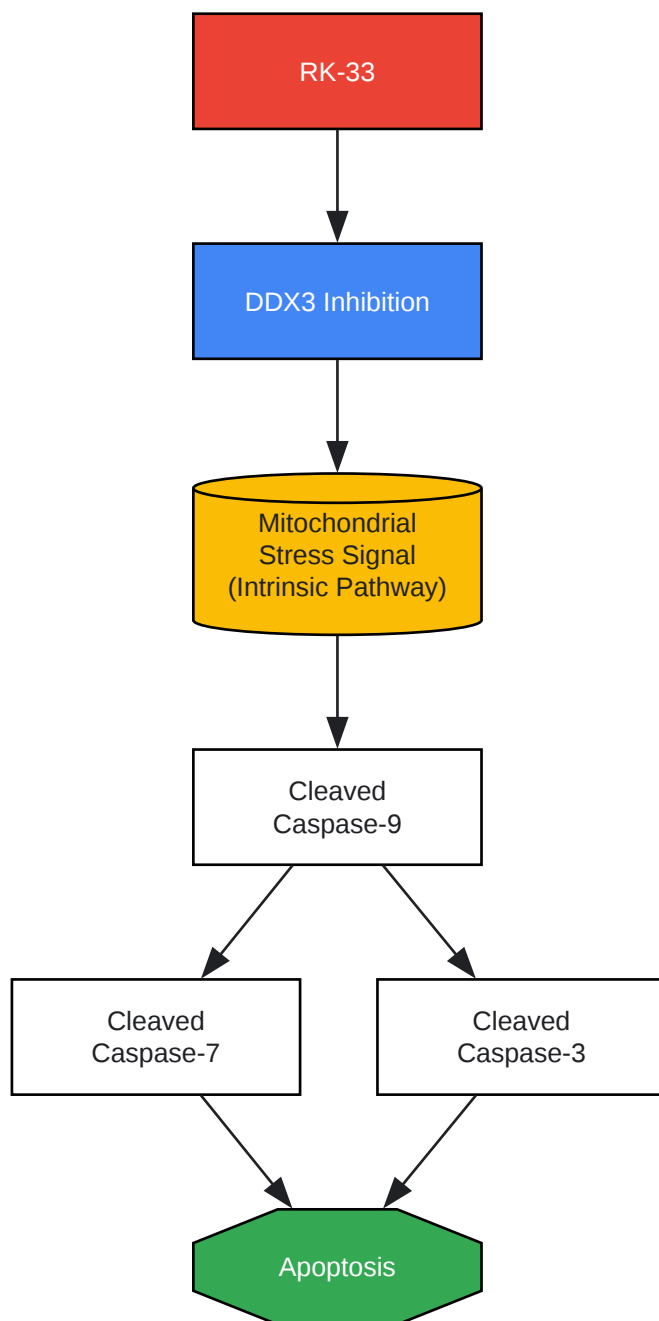 RK-33
DDX3 Inhibition
Mitochondrial
Stress Signal
(Intrinsic Pathway)
Cleaved
Caspase-9
Cleaved
Caspase-7
Cleaved
Caspase-3
Apoptosis